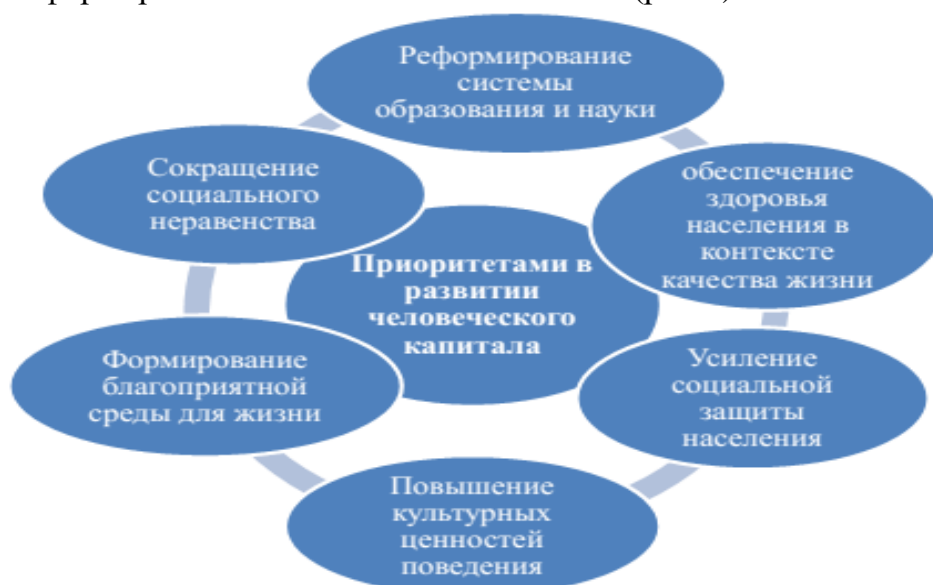 Реформирование
системы
образования и науки
обеспечение
здоровья
населения в
контексте
качества жизни
Усиление
социальной
защиты
населения
Повышение
культурных
ценностей
поведения
Формирование
благоприятной
среды для жизни
Сокращение
социального
неравенства
Приоритетами в
развитии
человеческого
капитала